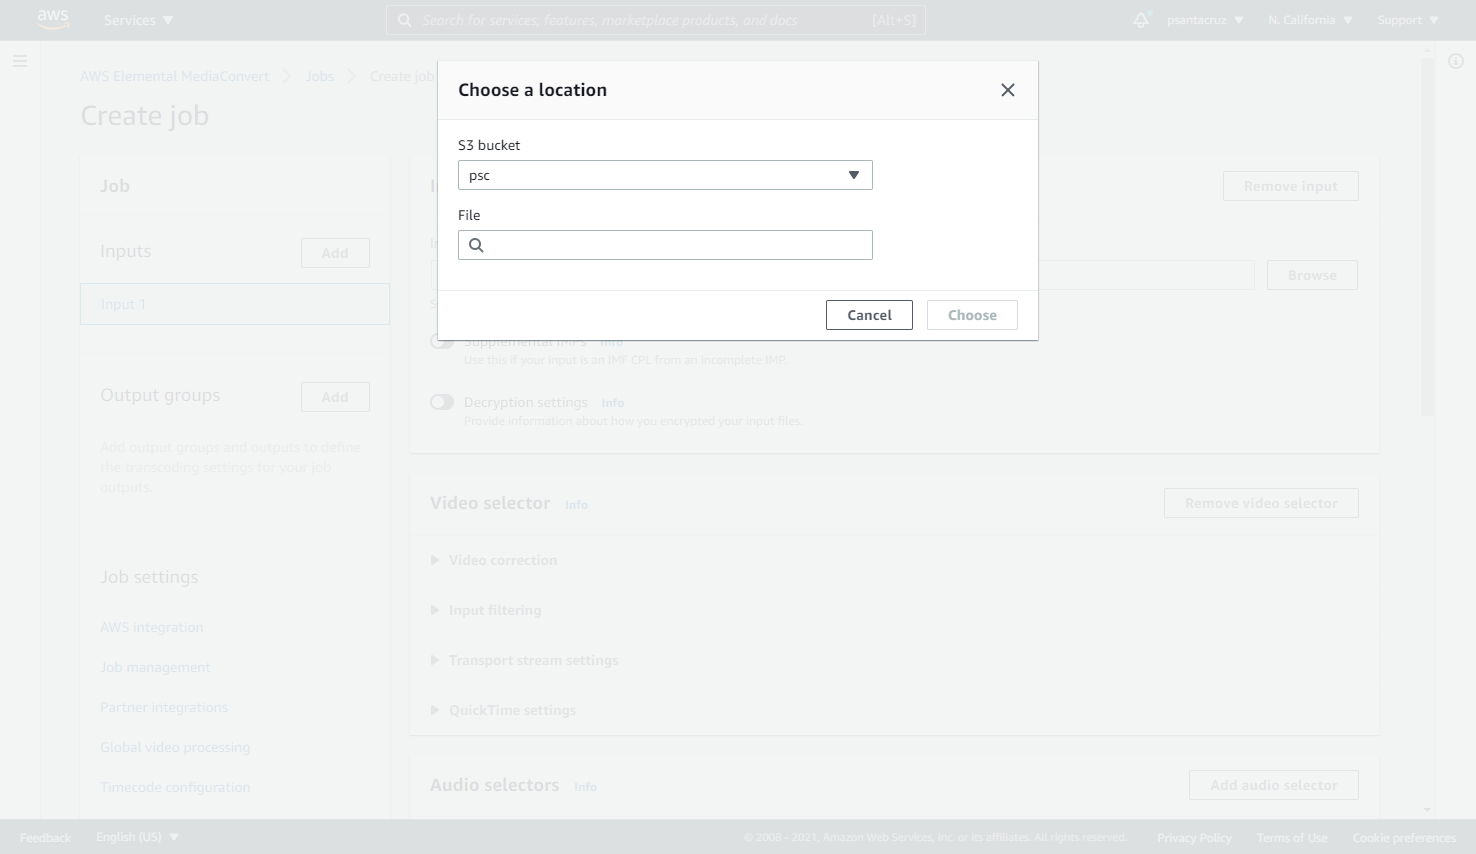 aws
Services
Search for services, features, marketplace products, and docs
[Alt+S]
psantacruz
N. California
Support
AWS Elemental MediaConvert
Jobs
Create job
Create job
Choose a location
S3 bucket
psc
File
Cancel
Choose
Job
Inputs
Add
Input 1
Output groups
Add
Add output groups and outputs to define
the transcoding settings for your job
outputs.
Job settings
AWS integration
Job management
Partner integrations
Global video processing
Timecode configuration
Remove input
Browse
Supplemental IMPs
Info
Use this if your input is an IMF CPL from an incomplete IMP.
Decryption settings
Info
Provide information about how you encrypted your input files.
Video selector
Info
Remove video selector
Video correction
Input filtering
Transport stream settings
QuickTime settings
Audio selectors
Info
Add audio selector
Feedback
English (US)
© 2008 - 2021, Amazon Web Services, Inc. or its affiliates. All rights reserved.
Privacy Policy
Terms of Use
Cookie preferences